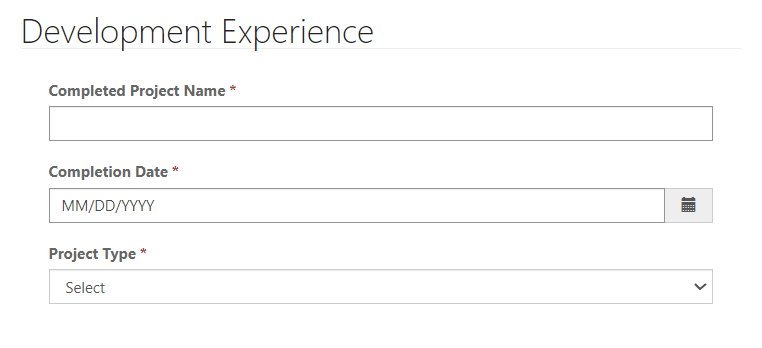 Development Experience
Completed Project Name *
Completion Date *
MM/DD/YYYY
Project Type *
Select